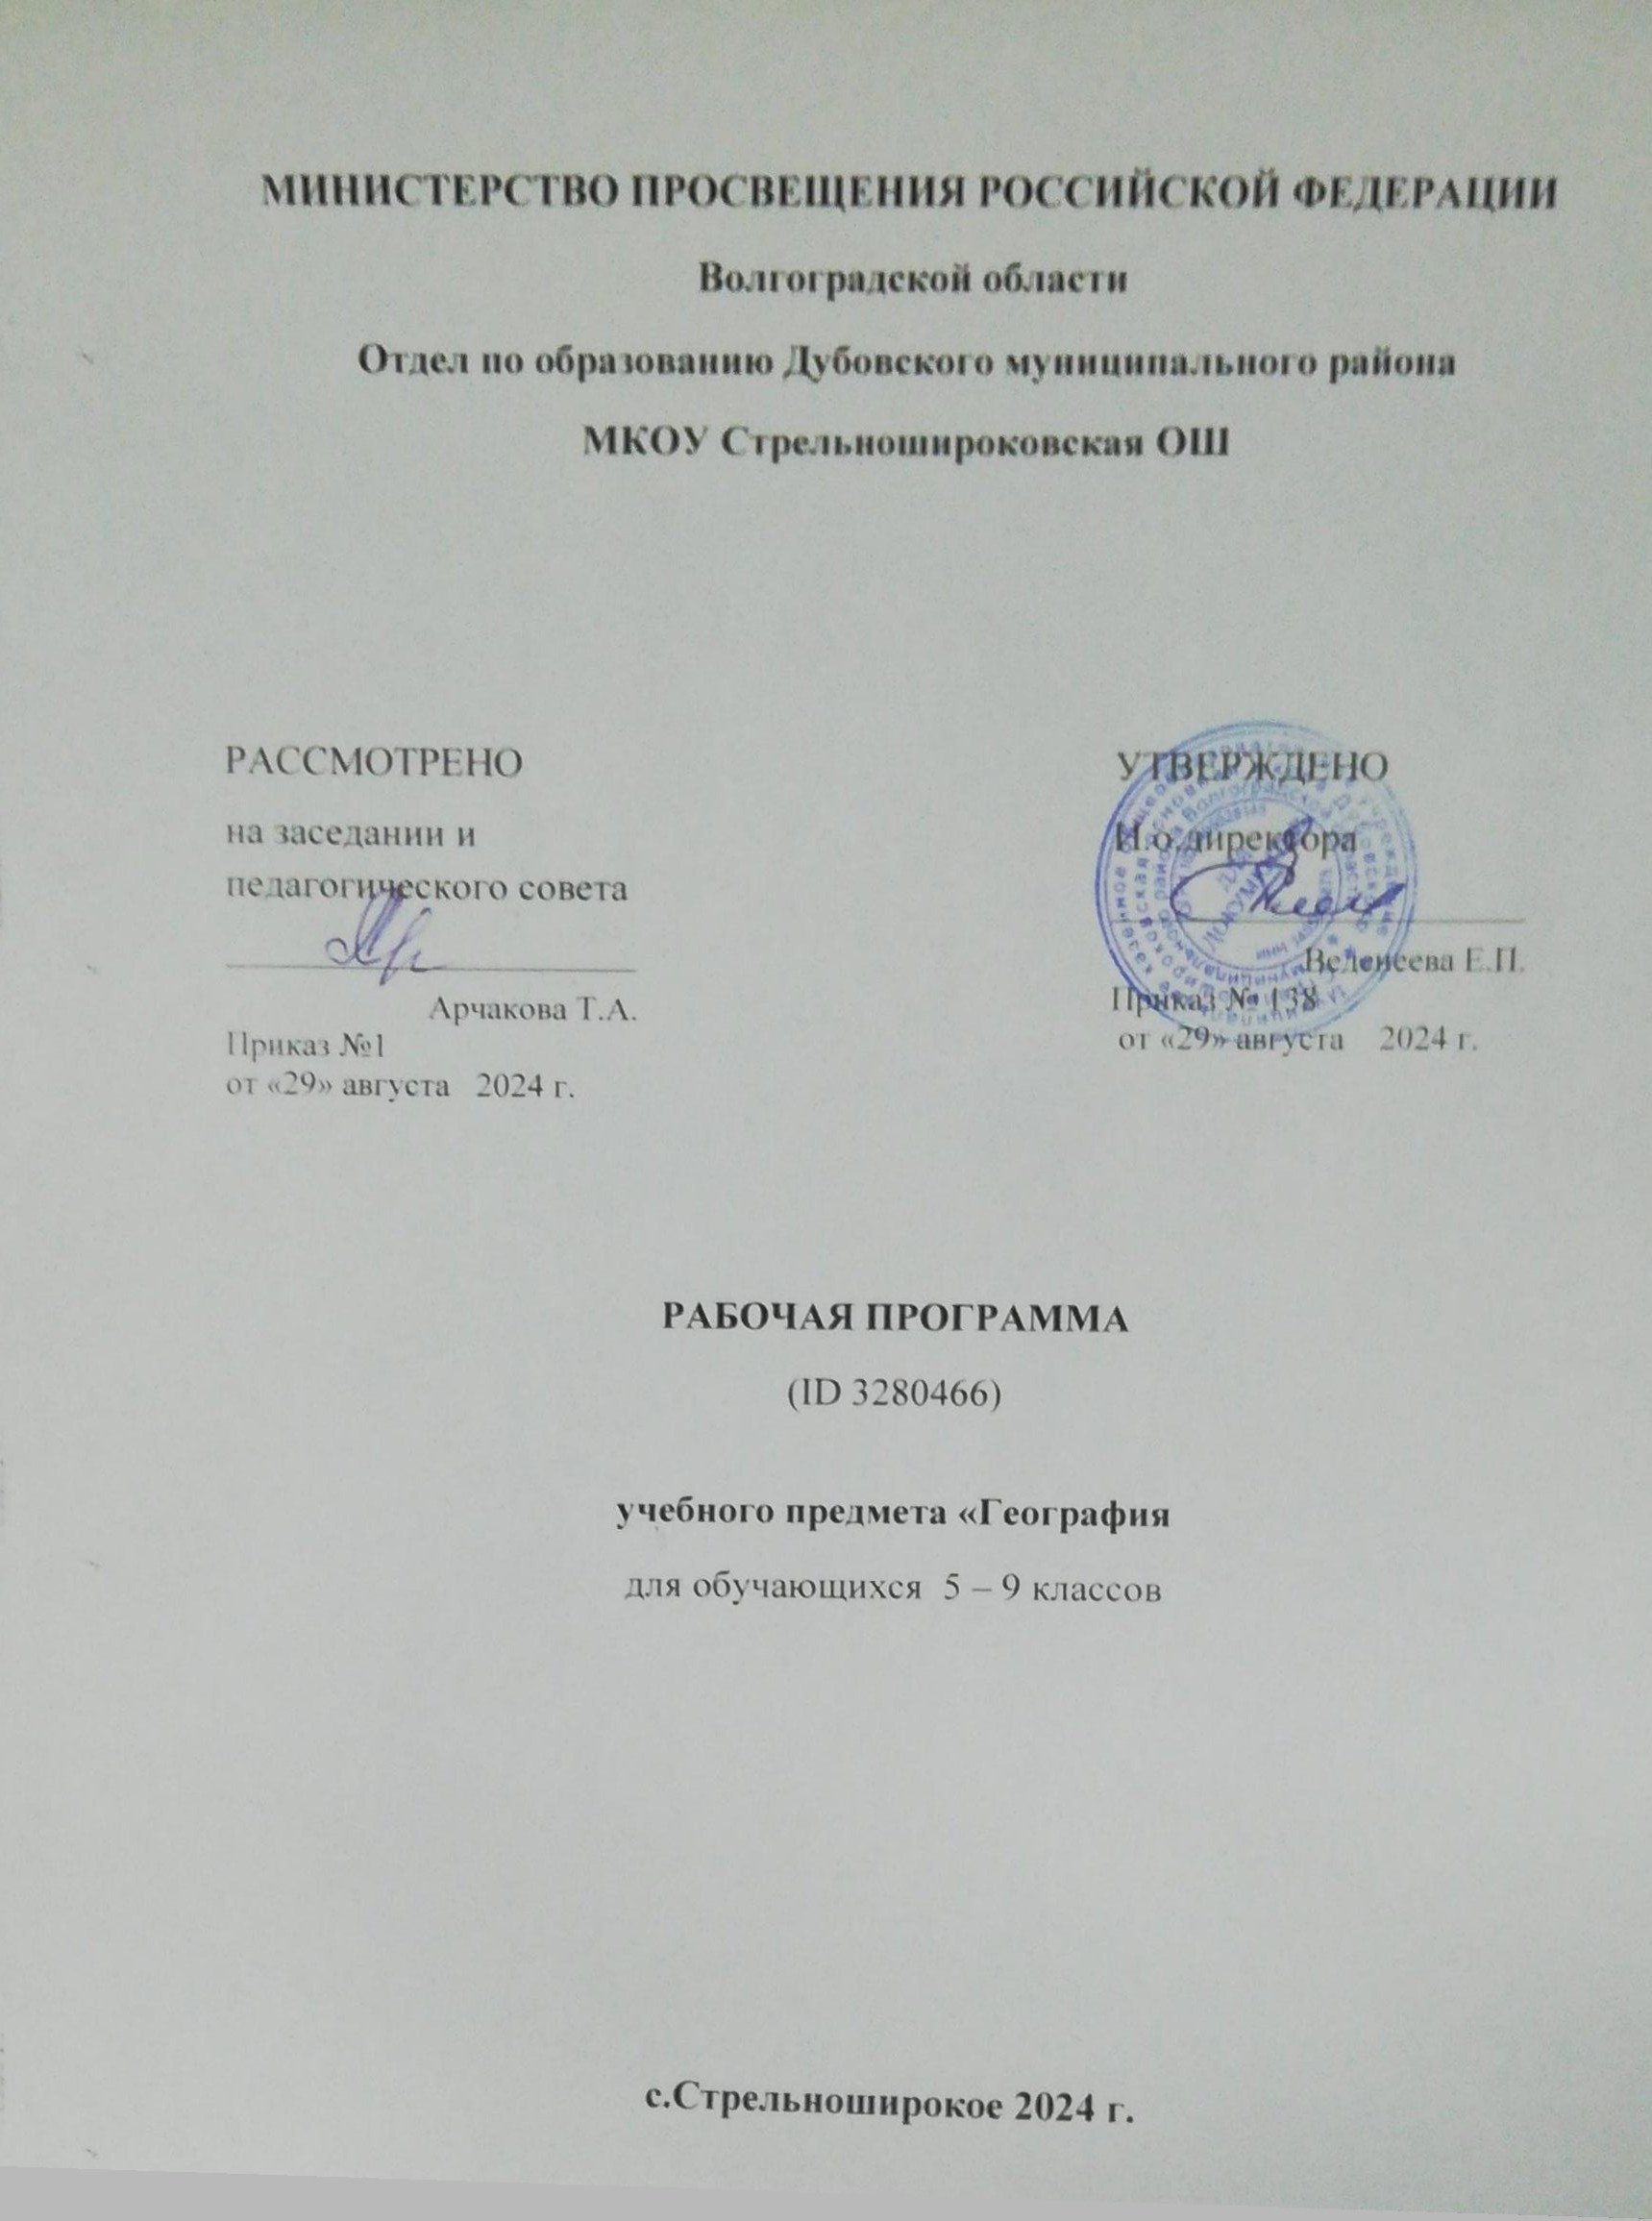 МИНИСТЕРСТВО ПРОСВЕЩЕНИЯ РОССИЙСКОЙ ФЕДЕРАЦИИ
Волгоградской области
Отдел по образованию Дубовского муниципального района
МКОУ Стрельношироковская ОШ
РАССМОТРЕНО
на заседании и
педагогического совета
Арчакова Т.А.
Приказ №1
от «29» августа 2024 г.
УТВЕРЖДЕНО
И.о.директора
Веденеева Е.П.
Приказ № 138
от «29» августа 2024 г.
РАБОЧАЯ ПРОГРАММА
(ID 3280466)
учебного предмета «География
для обучающихся 5 – 9 классов
с.Стрельноширокое 2024 г.